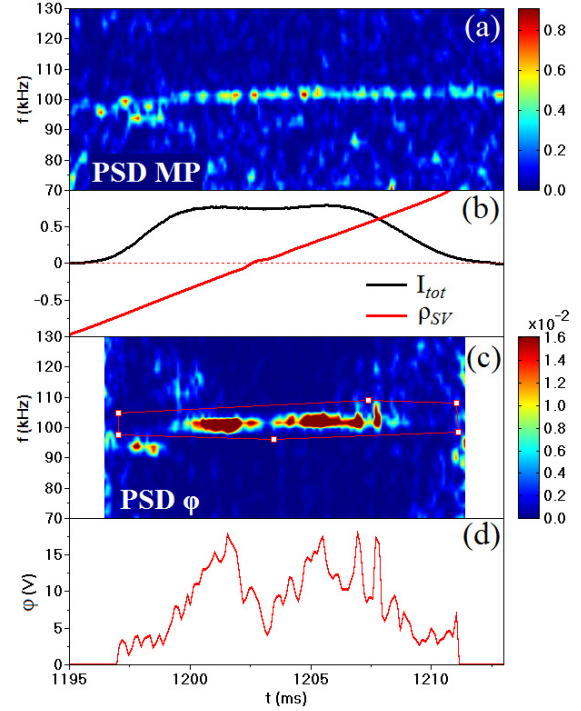 130
(a)
120
110
f (kHz)
100
90
80
PSD MP
70
0.8
0.6
0.4
0.2
0.0
(b)
0.5
0
-0.5
I_tot
ρ_SV
130
(c)
120
110
f (kHz)
100
90
80
PSD φ
70
×10⁻²
1.6
1.4
1.2
1.0
0.8
0.6
0.4
0.2
0.0
(d)
15
φ (V)
10
5
0
1195 1200 1205 1210
t (ms)